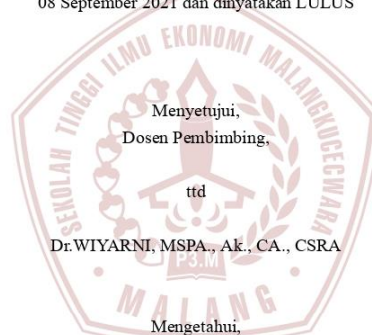 08 September 2021 dan dinyatakan LULUS
SEKOLAH TINGGI ILMU EKONOMI MALANGKUCECWARA
Menyetujui,
Dosen Pembimbing,
ttd
Dr.WIYARNI, MSPA., Ak., CA., CSRA
P3.M
MALANG
Mengetahui,